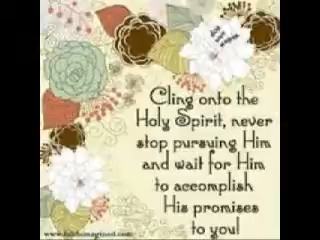 Cling onto the
Holy Spirit, never
stop pursuing Him
and wait for Him
to accomplish
His promises
to you!